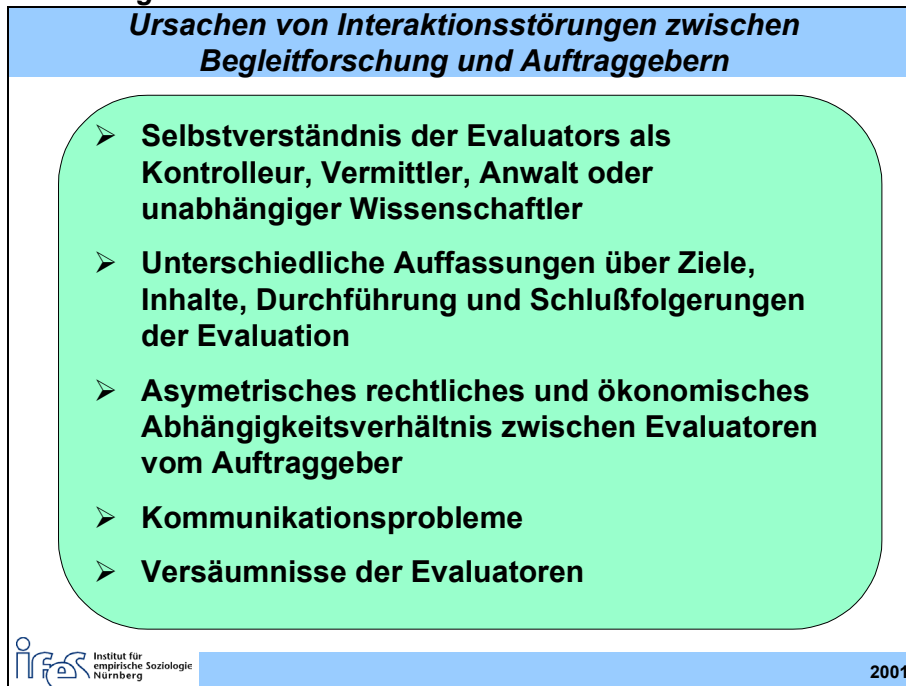 Ursachen von Interaktionsstörungen zwischen
Begleitforschung und Auftraggebern
➢ Selbstverständnis der Evaluators als
Kontrolleur, Vermittler, Anwalt oder
unabhängiger Wissenschaftler
➢ Unterschiedliche Auffassungen über Ziele,
Inhalte, Durchführung und Schlußfolgerungen
der Evaluation
➢ Asymetrisches rechtliches und ökonomisches
Abhängigkeitsverhältnis zwischen Evaluatoren
vom Auftraggeber
➢ Kommunikationsprobleme
➢ Versäumnisse der Evaluatoren
ifes Institut für
empirische Soziologie
Nürnberg
2001